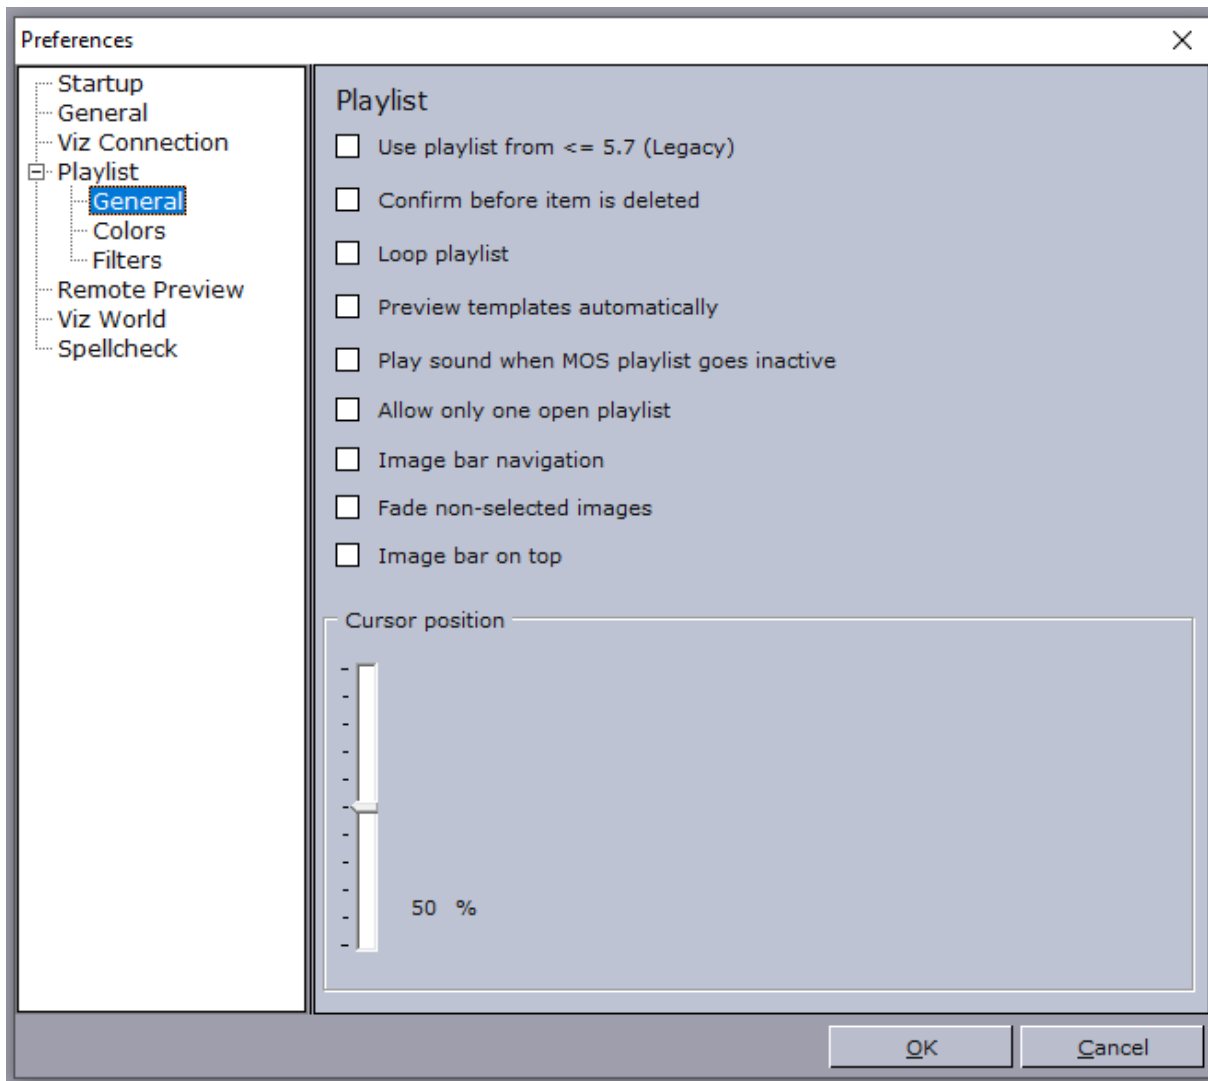 Preferences
Startup
General
Viz Connection
Playlist
General
Colors
Filters
Remote Preview
Viz World
Spellcheck
Playlist
Use playlist from <= 5.7 (Legacy)
Confirm before item is deleted
Loop playlist
Preview templates automatically
Play sound when MOS playlist goes inactive
Allow only one open playlist
Image bar navigation
Fade non-selected images
Image bar on top
Cursor position
50 %
OK Cancel